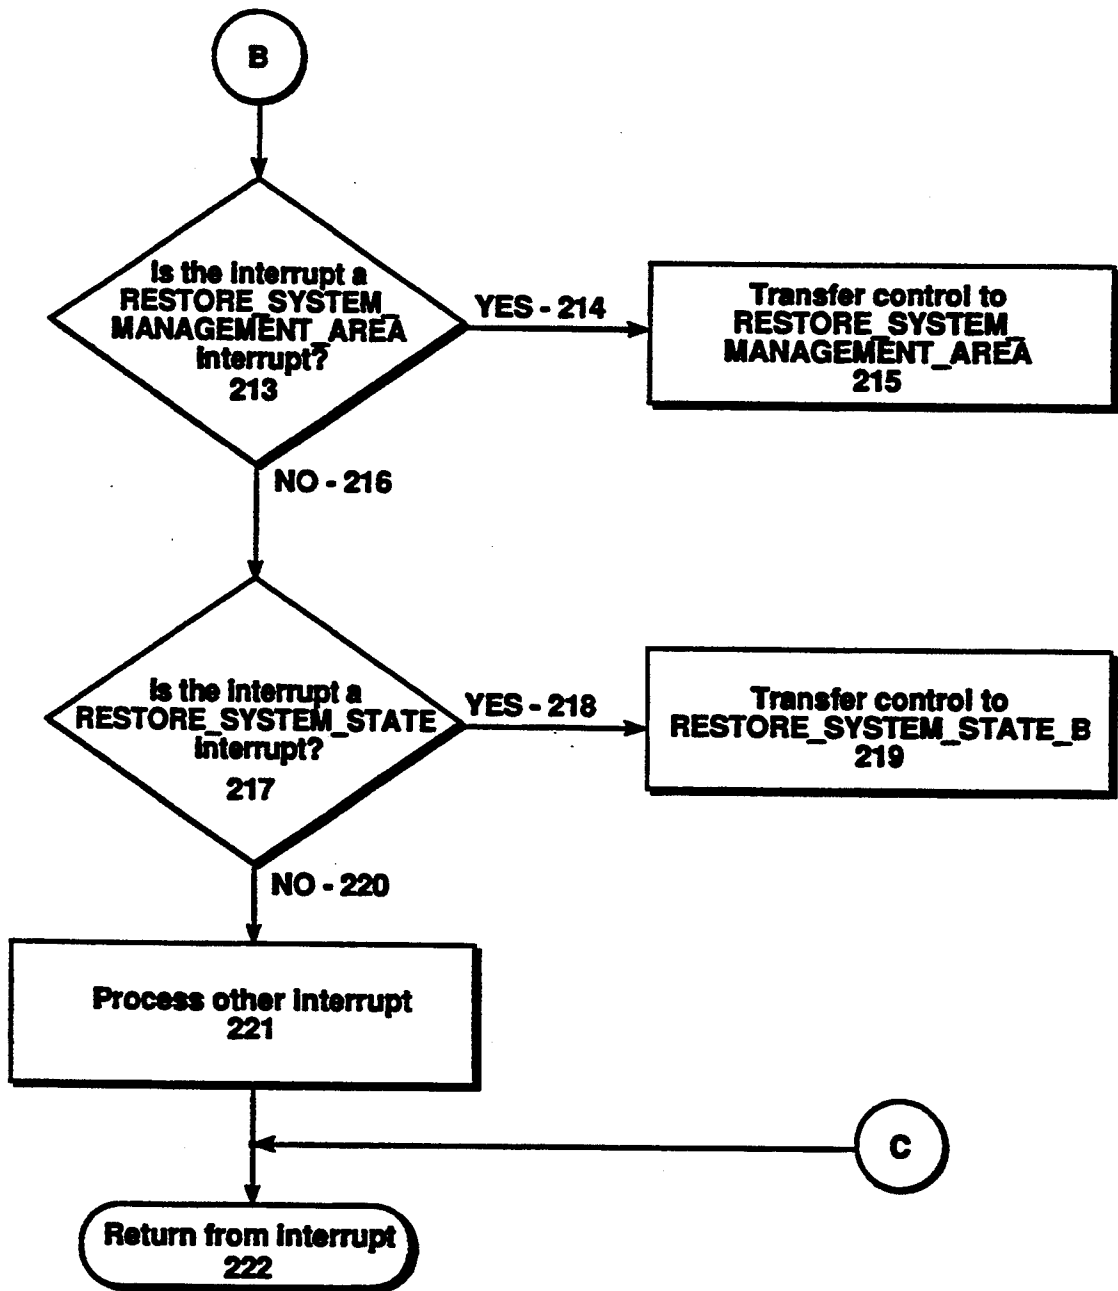 B
Is the interrupt a
RESTORE_SYSTEM_
MANAGEMENT_AREA
interrupt?
213
YES - 214
Transfer control to
RESTORE_SYSTEM_
MANAGEMENT_AREA
215
NO - 216
Is the interrupt a
RESTORE_SYSTEM_STATE
interrupt?
217
YES - 218
Transfer control to
RESTORE_SYSTEM_STATE_B
219
NO - 220
Process other interrupt
221
C
Return from interrupt
222